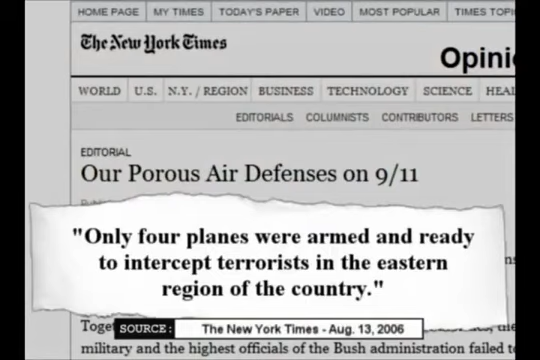 HOME PAGE MY TIMES TODAY'S PAPER VIDEO MOST POPULAR TIMES
The New York Times
WORLD U.S. N.Y. / REGION BUSINESS TECHNOLOGY SCIENCE
EDITORIALS COLUMNISTS CONTRIBUTORS LETTERS
EDITORIAL
Our Porous Air Defenses on 9/11
"Only four planes were armed and ready
to intercept terrorists in the eastern
region of the country."
SOURCE: The New York Times - Aug. 13, 2006
military and the highest officials of the Bush administration failed